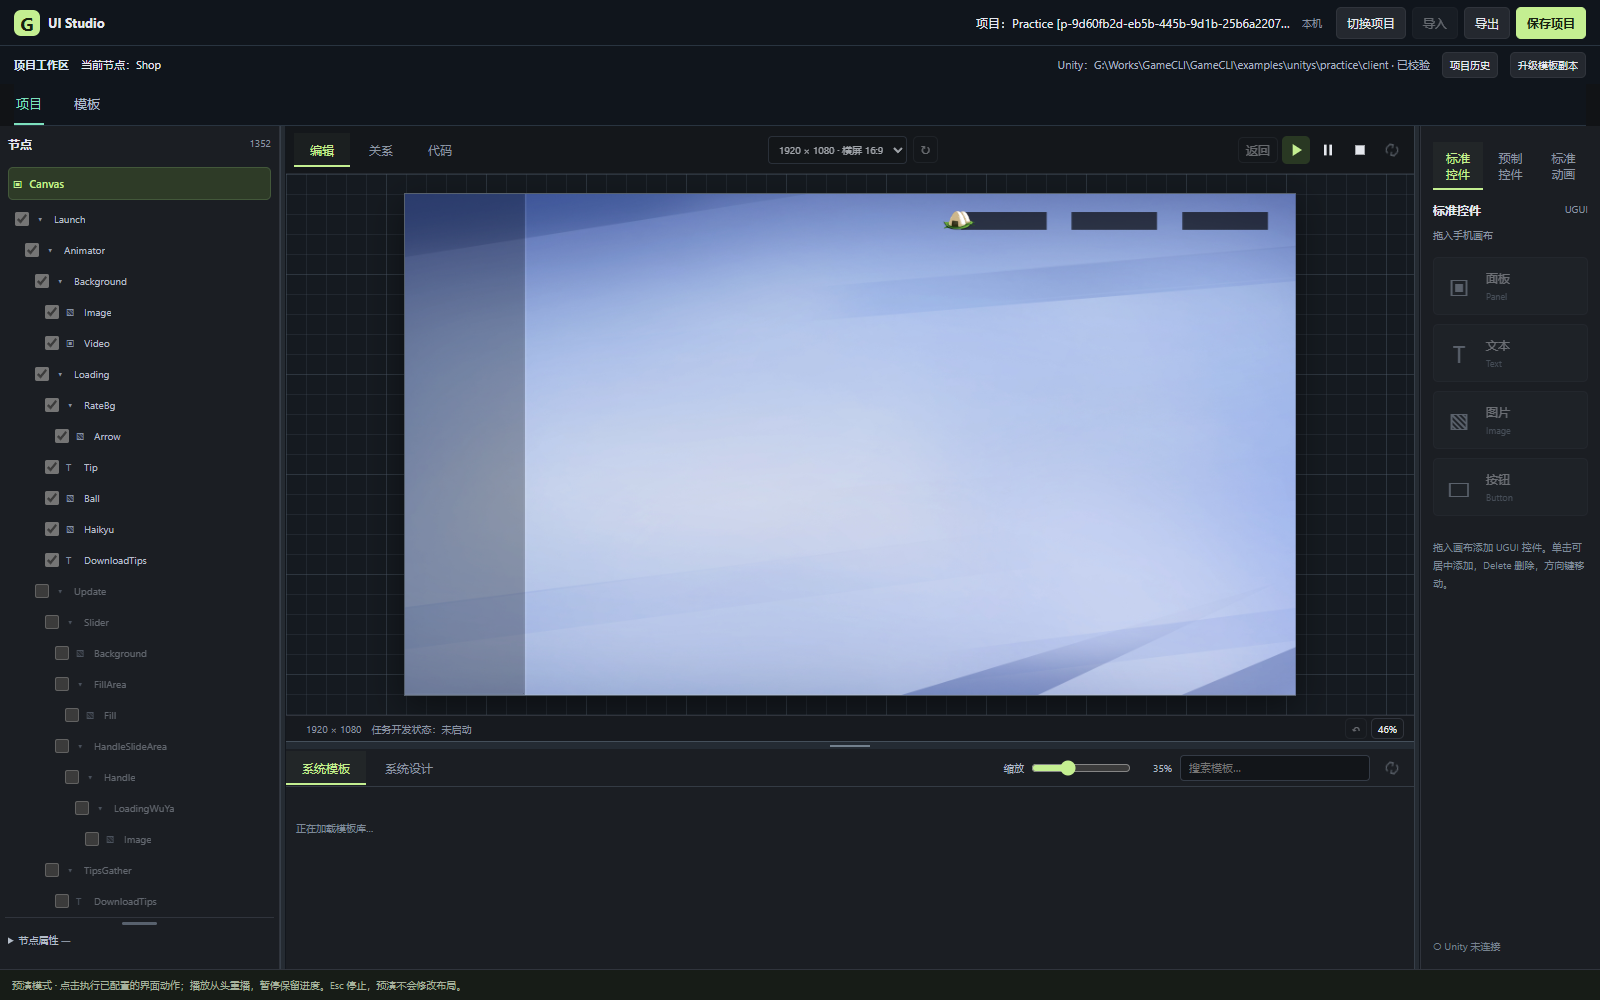 G UI Studio
项目：Practice [p-9d60fb2d-eb5b-445b-9d1b-25b6a2207... 本机 切换项目 导入 导出 保存项目
项目工作区 当前节点：Shop
Unity：G:\Works\GameCLI\GameCLI\examples\unitys\practice\client · 已校验 项目历史 升级模板副本
项目 模板
节点 1352
Canvas
Launch
Animator
Background
Image
Video
Loading
RateBg
Arrow
T Tip
Ball
Haikyu
T DownloadTips
Update
Slider
Background
FillArea
Fill
HandleSlideArea
Handle
LoadingWuYa
Image
TipsGather
T DownloadTips
节点属性 —
编辑 关系 代码
1920 × 1080 · 横屏 16:9
返回
1920 × 1080 任务开发状态：未启动
46%
系统模板 系统设计
缩放 35% 搜索模板...
正在加载模板库...
标准控件 预制控件 标准动画
标准控件 UGUI
拖入手机画布
面板
Panel
T 文本
Text
图片
Image
按钮
Button
拖入画布添加 UGUI 控件。单击可
居中添加，Delete 删除，方向键移
动。
Unity 未连接
预演模式 · 点击执行已配置的界面动作；播放从头重播，暂停保留进度。Esc 停止，预演不会修改布局。